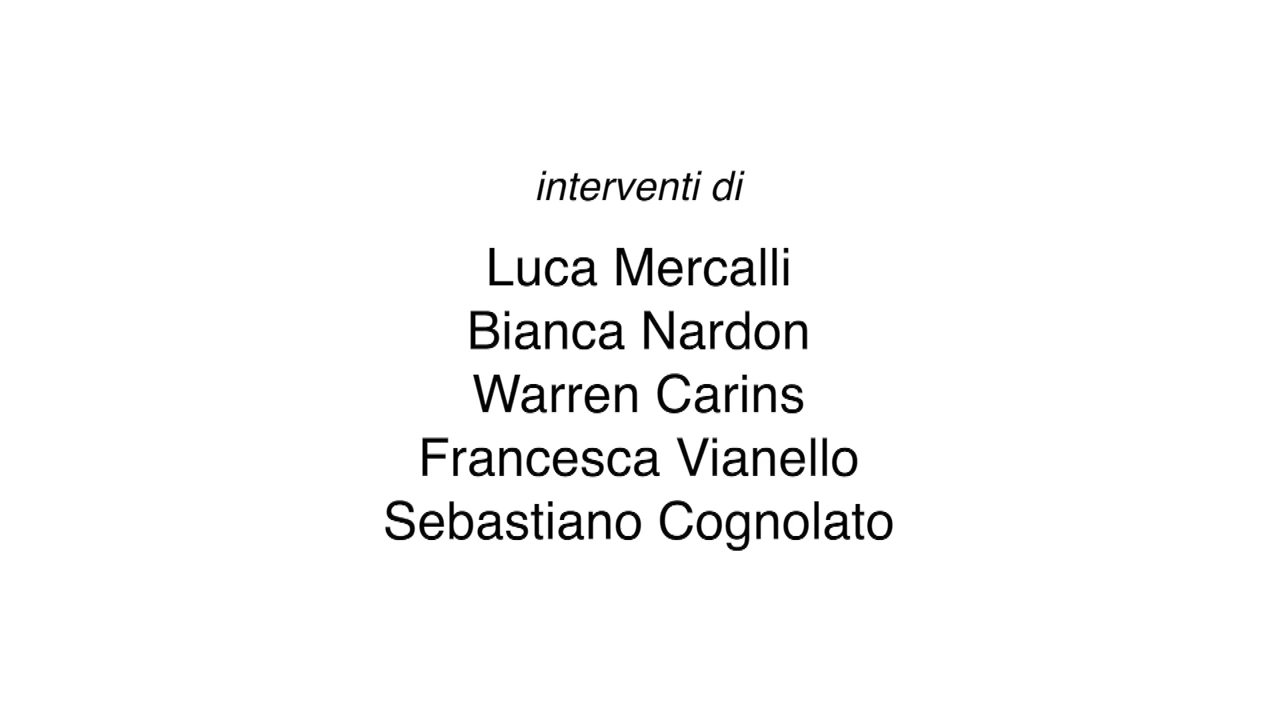 interventi di
Luca Mercalli
Bianca Nardon
Warren Carins
Francesca Vianello
Sebastiano Cognolato